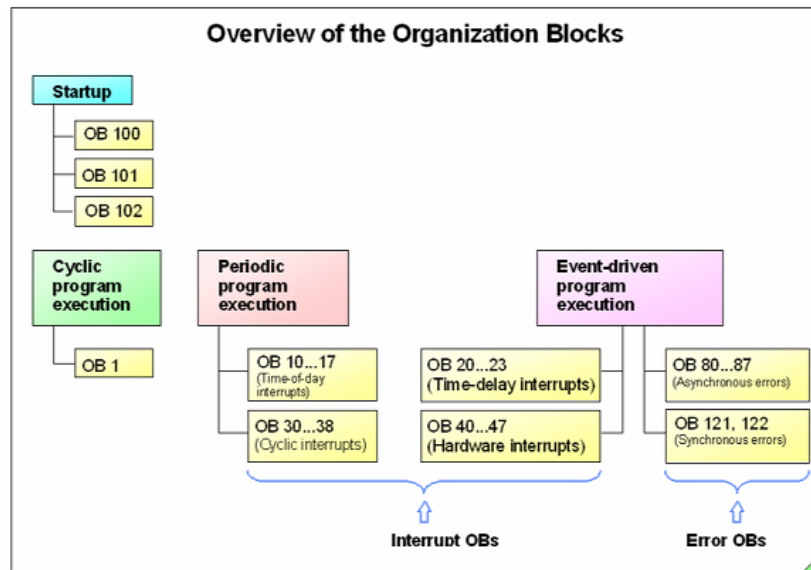 Overview of the Organization Blocks
Startup
OB 100
OB 101
OB 102
Cyclic
program
execution
OB 1
Periodic
program
execution
OB 10...17
(Time-of-day
interrupts)
OB 30...38
(Cyclic interrupts)
Event-driven
program
execution
OB 20...23
(Time-delay interrupts)
OB 40...47
(Hardware interrupts)
OB 80...87
(Asynchronous errors)
OB 121, 122
(Synchronous errors)
Interrupt OBs
Error OBs